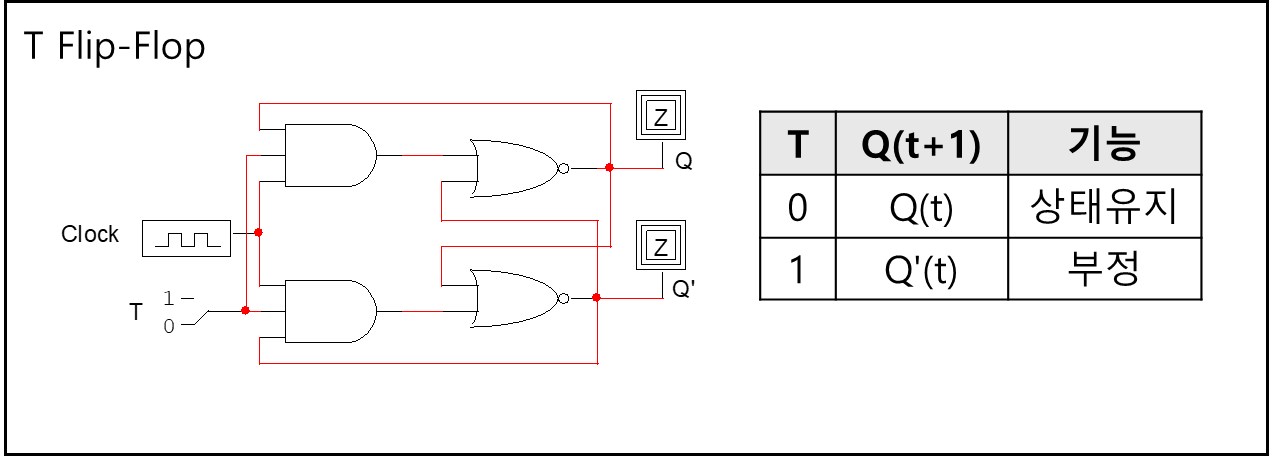 T Flip-Flop
Z
Q
Clock
Z
Q'
T
1
0
T Q(t+1) 기능
0 Q(t) 상태유지
1 Q'(t) 부정